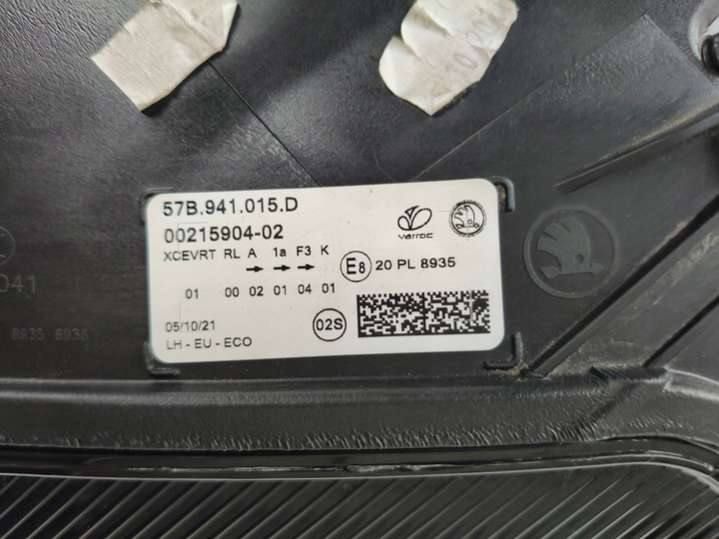 57B.941.015.D
00215904-02
varroc
XCEVRT RL A 1a F3 K
E8 20 PL 8935
01 00 02 01 04 01
05/10/21
02S
LH - EU - ECO
041
8935 8936